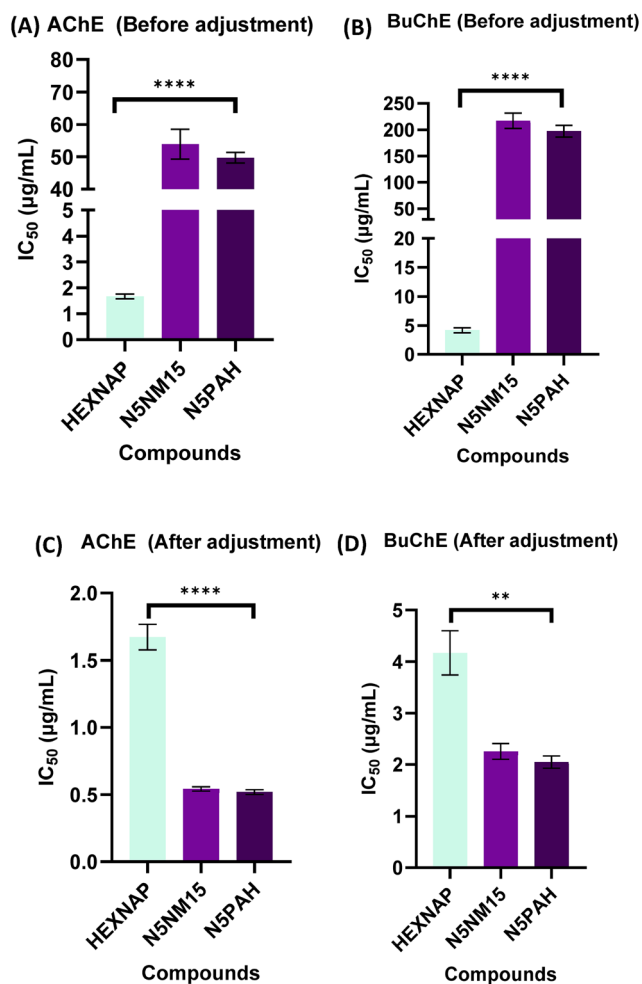 (A) AChE (Before adjustment)
****
80
70
60
50
40
5
4
3
2
1
0
IC50 (µg/mL)
HEXNAP
N5NM15
N5PAH
Compounds
(B) BuChE (Before adjustment)
****
250
200
150
100
50
20
15
10
5
0
IC50 (µg/mL)
HEXNAP
N5NM15
N5PAH
Compounds
(C) AChE (After adjustment)
****
2.0
1.5
1.0
0.5
0.0
IC50 (µg/mL)
HEXNAP
N5NM15
N5PAH
Compounds
(D) BuChE (After adjustment)
**
5
4
3
2
1
0
IC50 (µg/mL)
HEXNAP
N5NM15
N5PAH
Compounds